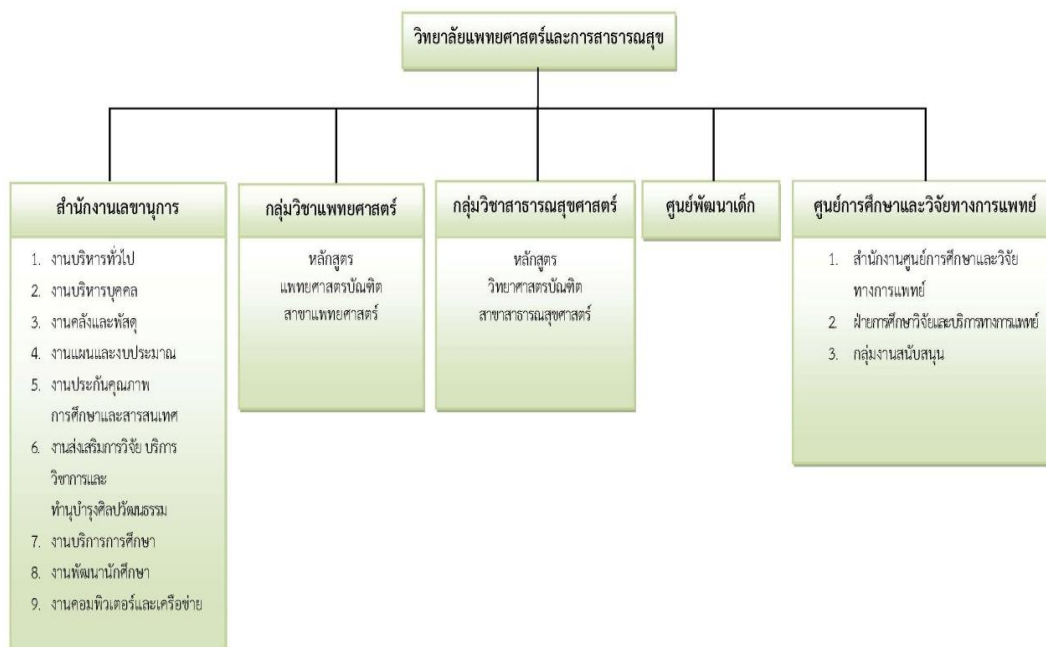 วิทยาลัยแพทยศาสตร์และการสาธารณสุข
สำนักงานเลขานุการ
1. งานบริหารทั่วไป
2. งานบริหารบุคคล
3. งานคลังและพัสดุ
4. งานแผนและงบประมาณ
5. งานประกันคุณภาพ
การศึกษาและสารสนเทศ
6. งานส่งเสริมการวิจัย บริการ
วิชาการและ
ทำนุบำรุงศิลปวัฒนธรรม
7. งานบริการการศึกษา
8. งานพัฒนานักศึกษา
9. งานคอมพิวเตอร์และเครือข่าย
กลุ่มวิชาแพทยศาสตร์
หลักสูตร
แพทยศาสตรบัณฑิต
สาขาแพทยศาสตร์
กลุ่มวิชาสาธารณสุขศาสตร์
หลักสูตร
วิทยาศาสตรบัณฑิต
สาขาสาธารณสุขศาสตร์
ศูนย์พัฒนาเด็ก
ศูนย์การศึกษาและวิจัยทางการแพทย์
1. สำนักงานศูนย์การศึกษาและวิจัย
ทางการแพทย์
2. ฝ่ายการศึกษาวิจัยและบริการทางการแพทย์
3. กลุ่มงานสนับสนุน